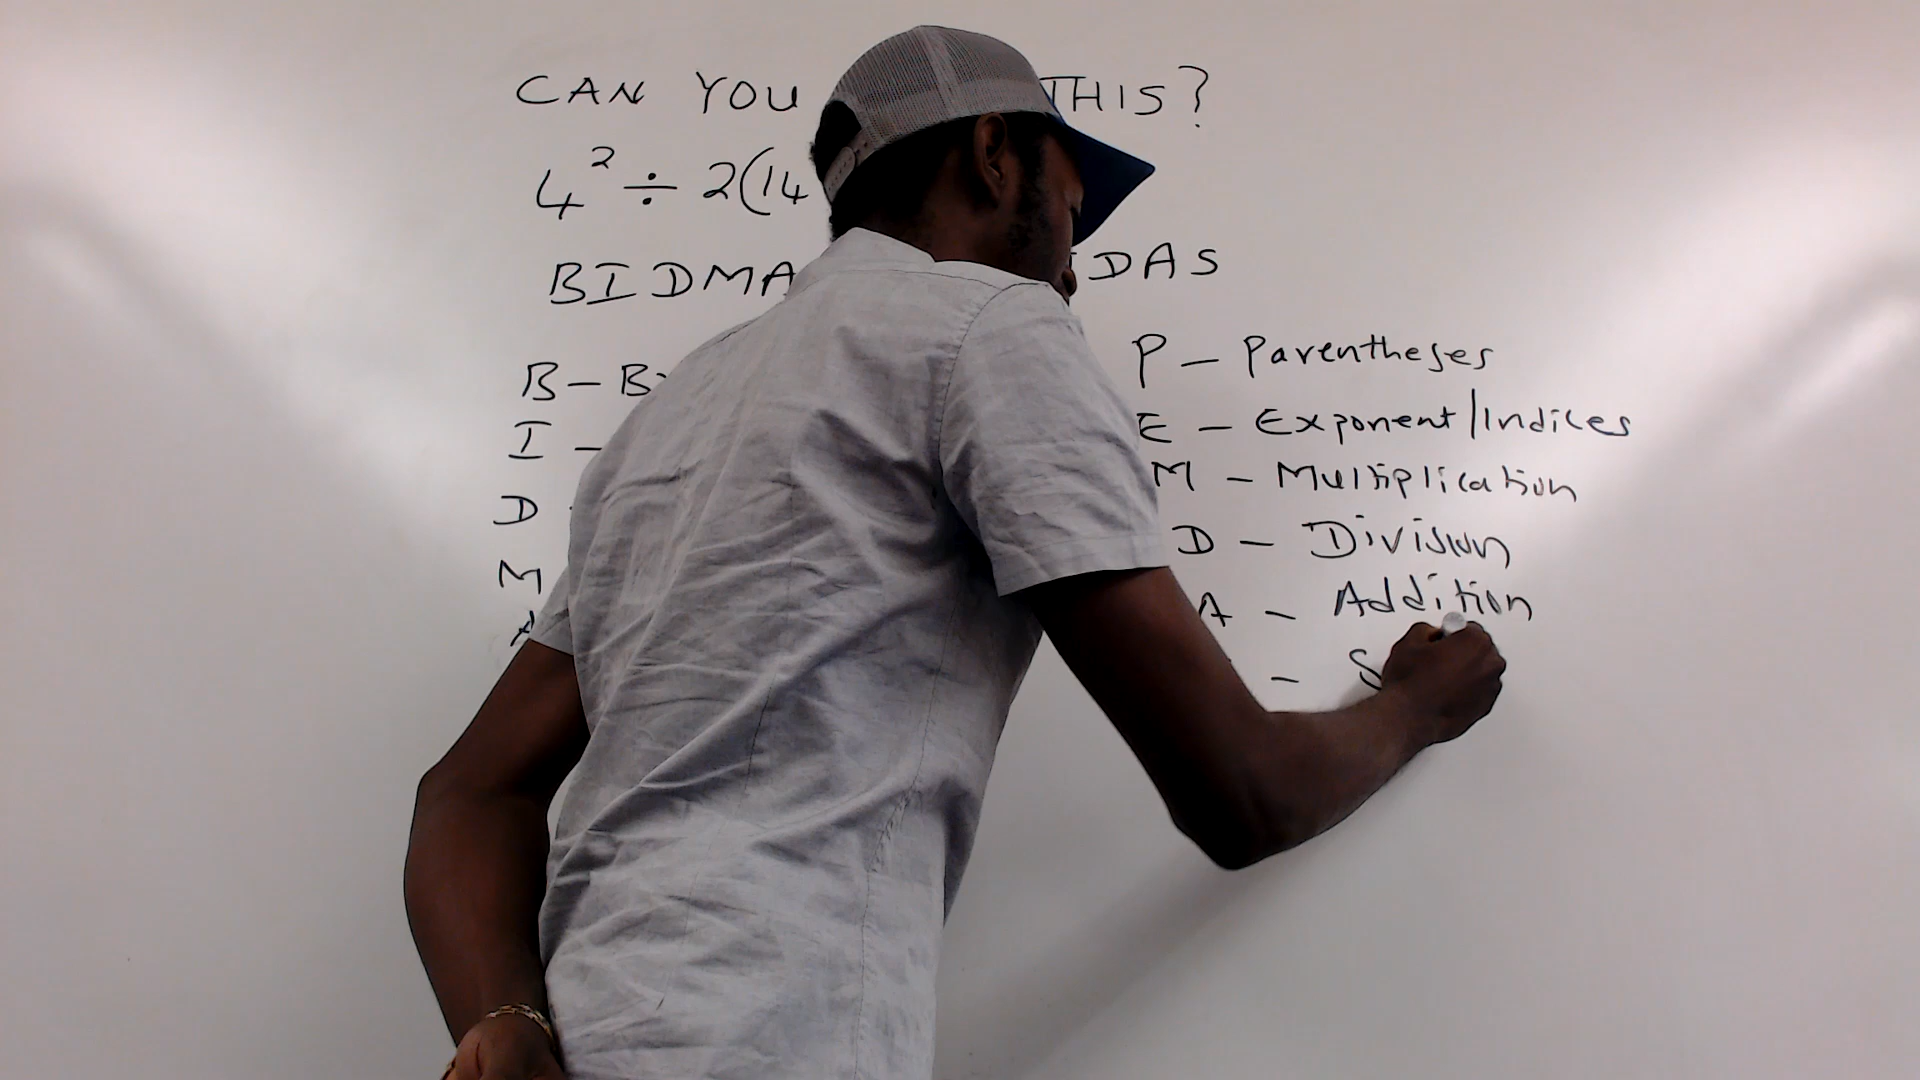 CAN YOU THIS?
4² ÷ 2(14
BIDMA DAS
B –
P – Parentheses
I –
E – Exponent/Indices
D
M – Multiplication
M
D – Division
A – Addition
– S